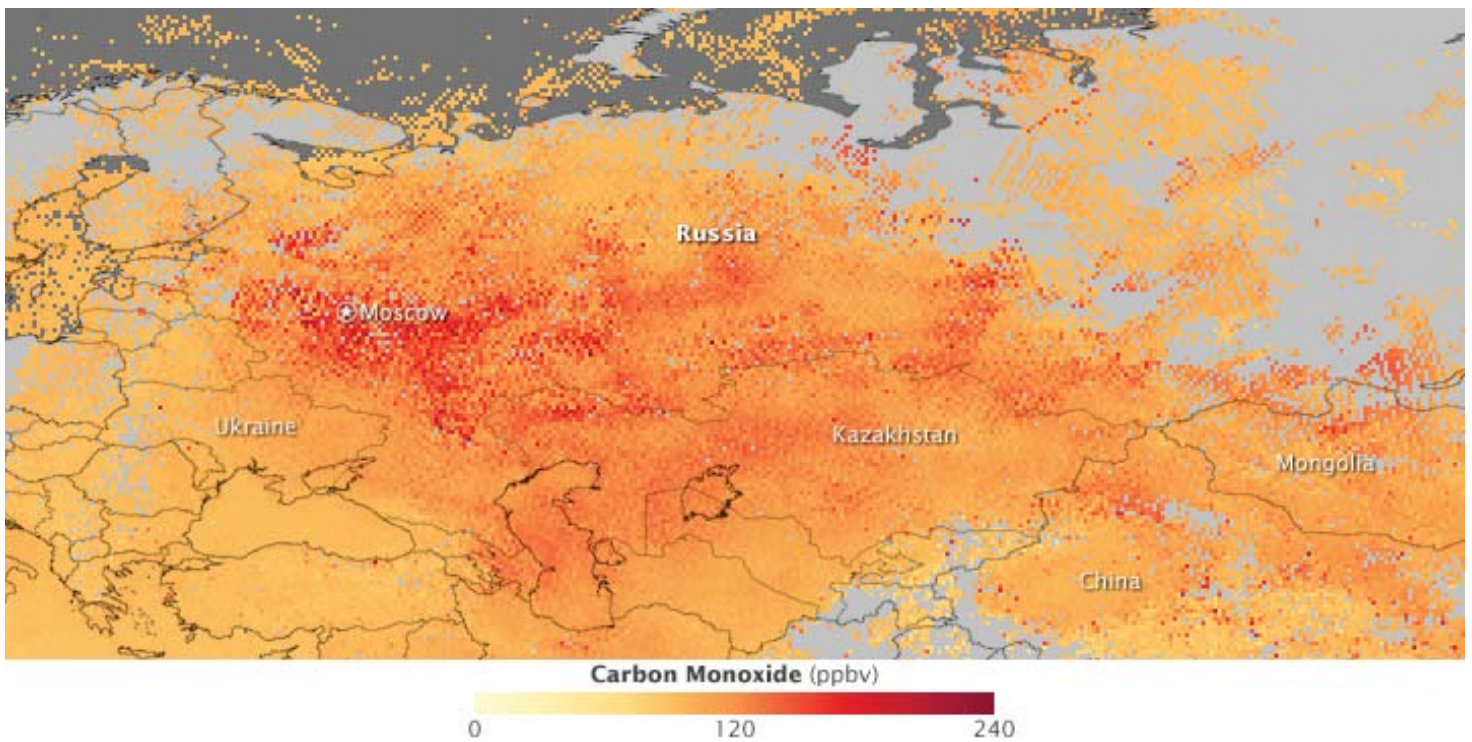 Russia
Moscow
Ukraine
Kazakhstan
Mongolia
China
Carbon Monoxide (ppbv)
0 120 240